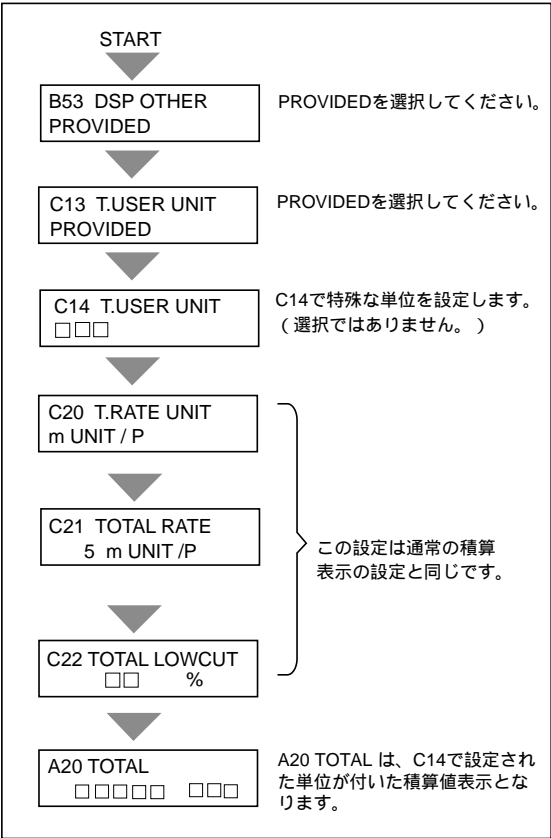 START
B53 DSP OTHER
PROVIDED
PROVIDEDを選択してください。
C13 T.USER UNIT
PROVIDED
PROVIDEDを選択してください。
C14 T.USER UNIT
□□□
C14で特殊な単位を設定します。
(選択ではありません。)
C20 T.RATE UNIT
m UNIT / P
C21 TOTAL RATE
5 m UNIT /P
この設定は通常の積算
表示の設定と同じです。
C22 TOTAL LOWCUT
□□ %
A20 TOTAL
□□□□□ □□□
A20 TOTAL は、C14で設定され
た単位が付いた積算値表示とな
ります。